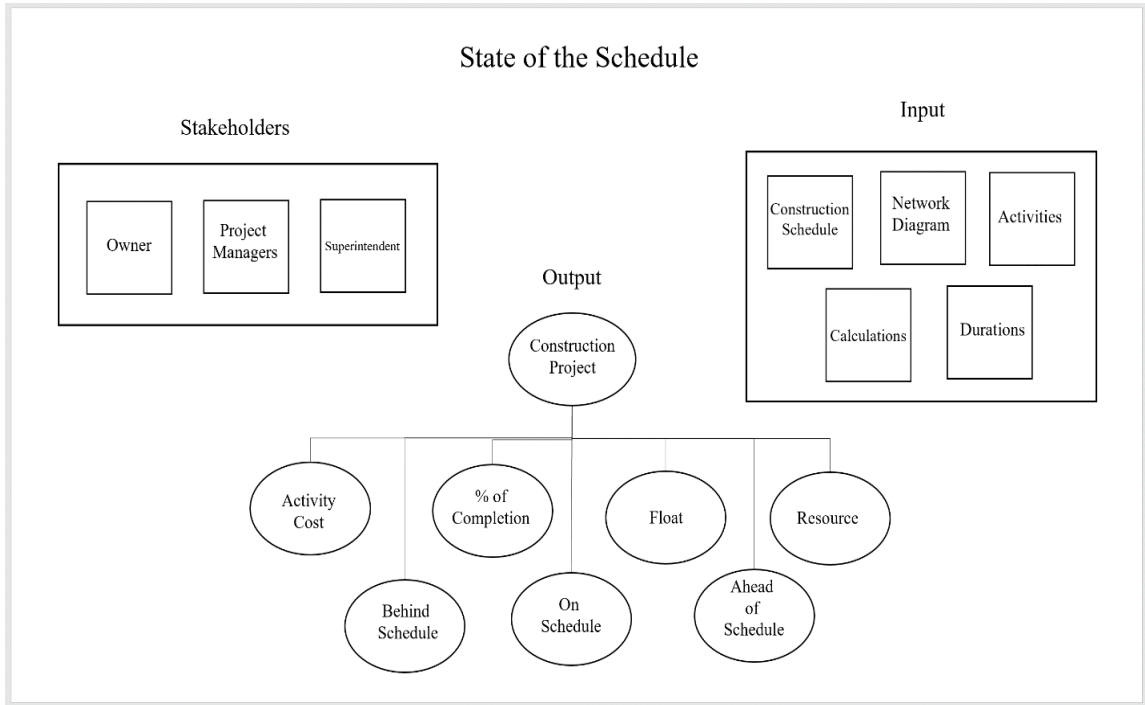 State of the Schedule
Stakeholders
Owner
Project
Managers
Superintendent
Input
Construction
Schedule
Network
Diagram
Activities
Calculations
Durations
Output
Construction
Project
Activity
Cost
% of
Completion
Float
Resource
Behind
Schedule
On
Schedule
Ahead
of
Schedule